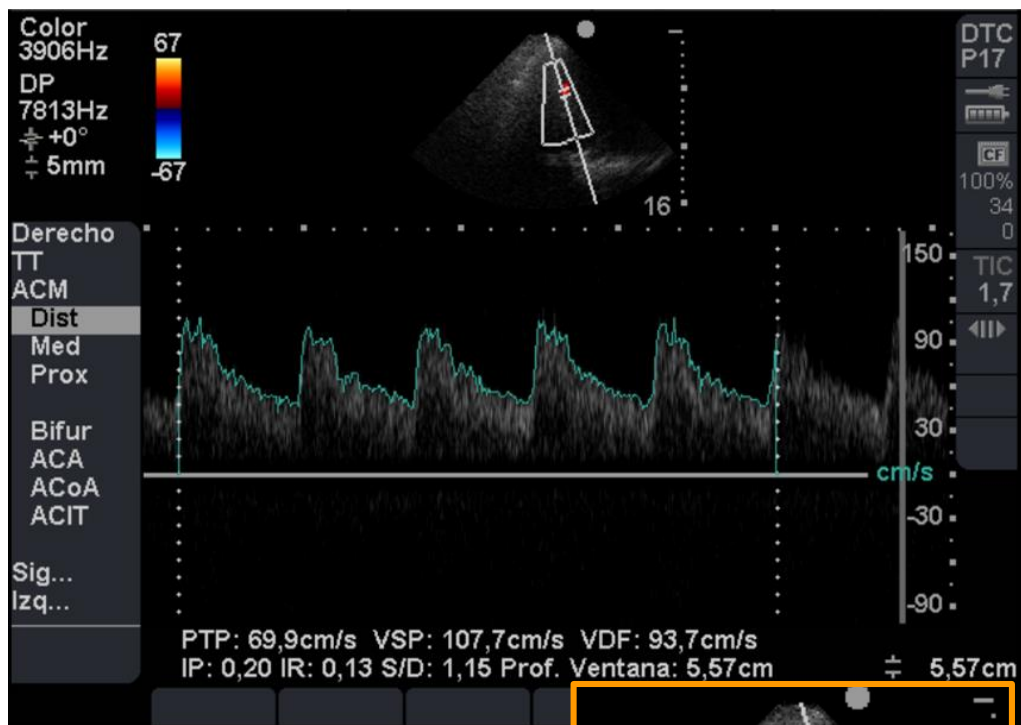 Color
3906Hz
DP
7813Hz
+0°
5mm
67
-67
16
DTC
P17
CF
100%
34
0
TIC
1,7
Derecho
TT
ACM
Dist
Med
Prox
Bifur
ACA
ACoA
ACIT
Sig...
Izq...
150
90
30
cm/s
-30
-90
PTP: 69,9cm/s VSP: 107,7cm/s VDF: 93,7cm/s
IP: 0,20 IR: 0,13 S/D: 1,15 Prof. Ventana: 5,57cm 5,57cm